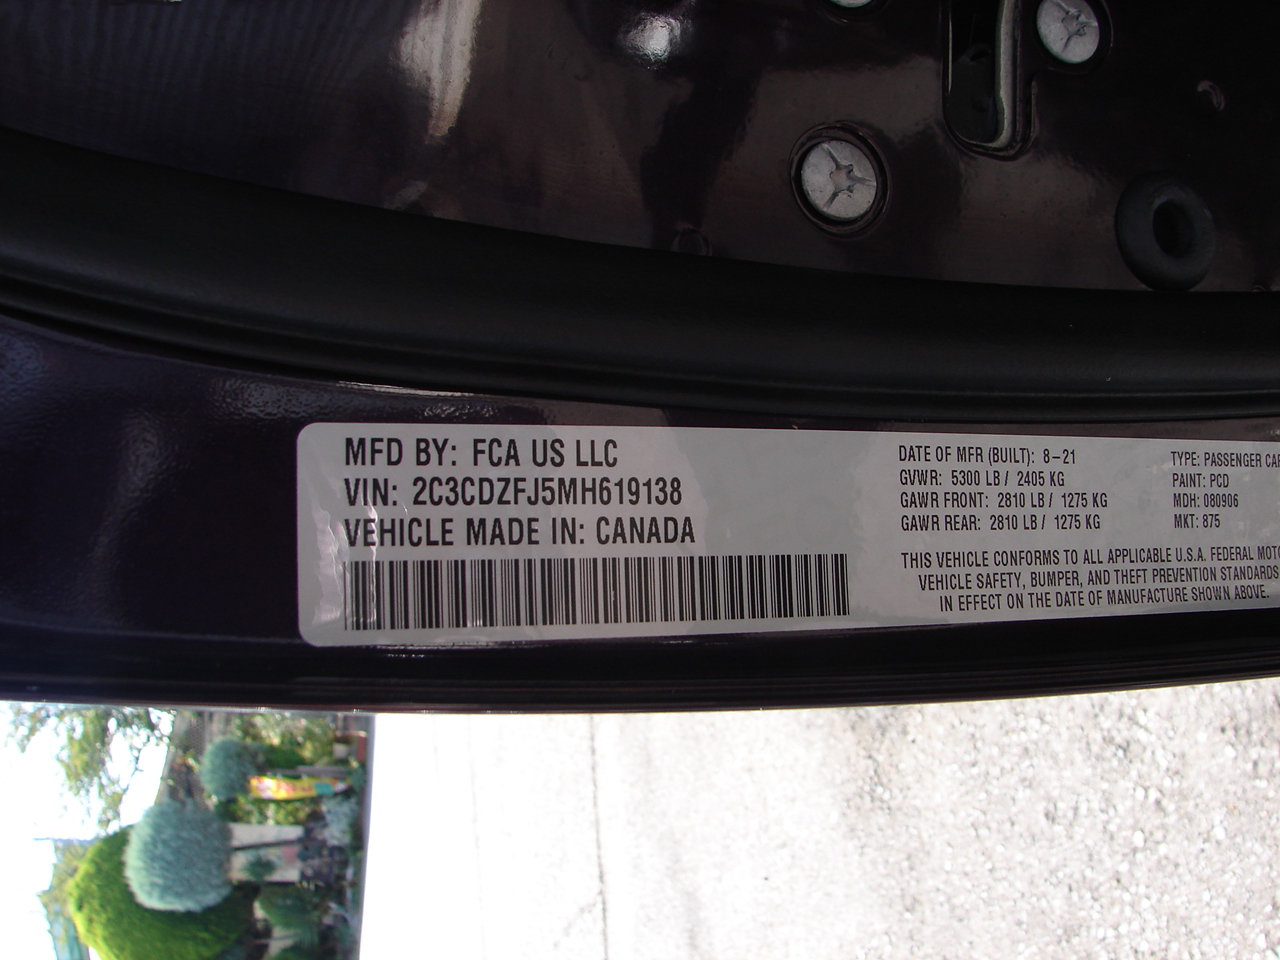 MFD BY: FCA US LLC
VIN: 2C3CDZFJ5MH619138
VEHICLE MADE IN: CANADA
DATE OF MFR (BUILT): 8-21
GVWR: 5300 LB / 2405 KG
GAWR FRONT: 2810 LB / 1275 KG
GAWR REAR: 2810 LB / 1275 KG
TYPE: PASSENGER CAR
PAINT: PCD
MDH: 080906
MKT: 875
THIS VEHICLE CONFORMS TO ALL APPLICABLE U.S.A. FEDERAL MOTO
VEHICLE SAFETY, BUMPER, AND THEFT PREVENTION STANDARDS
IN EFFECT ON THE DATE OF MANUFACTURE SHOWN ABOVE.